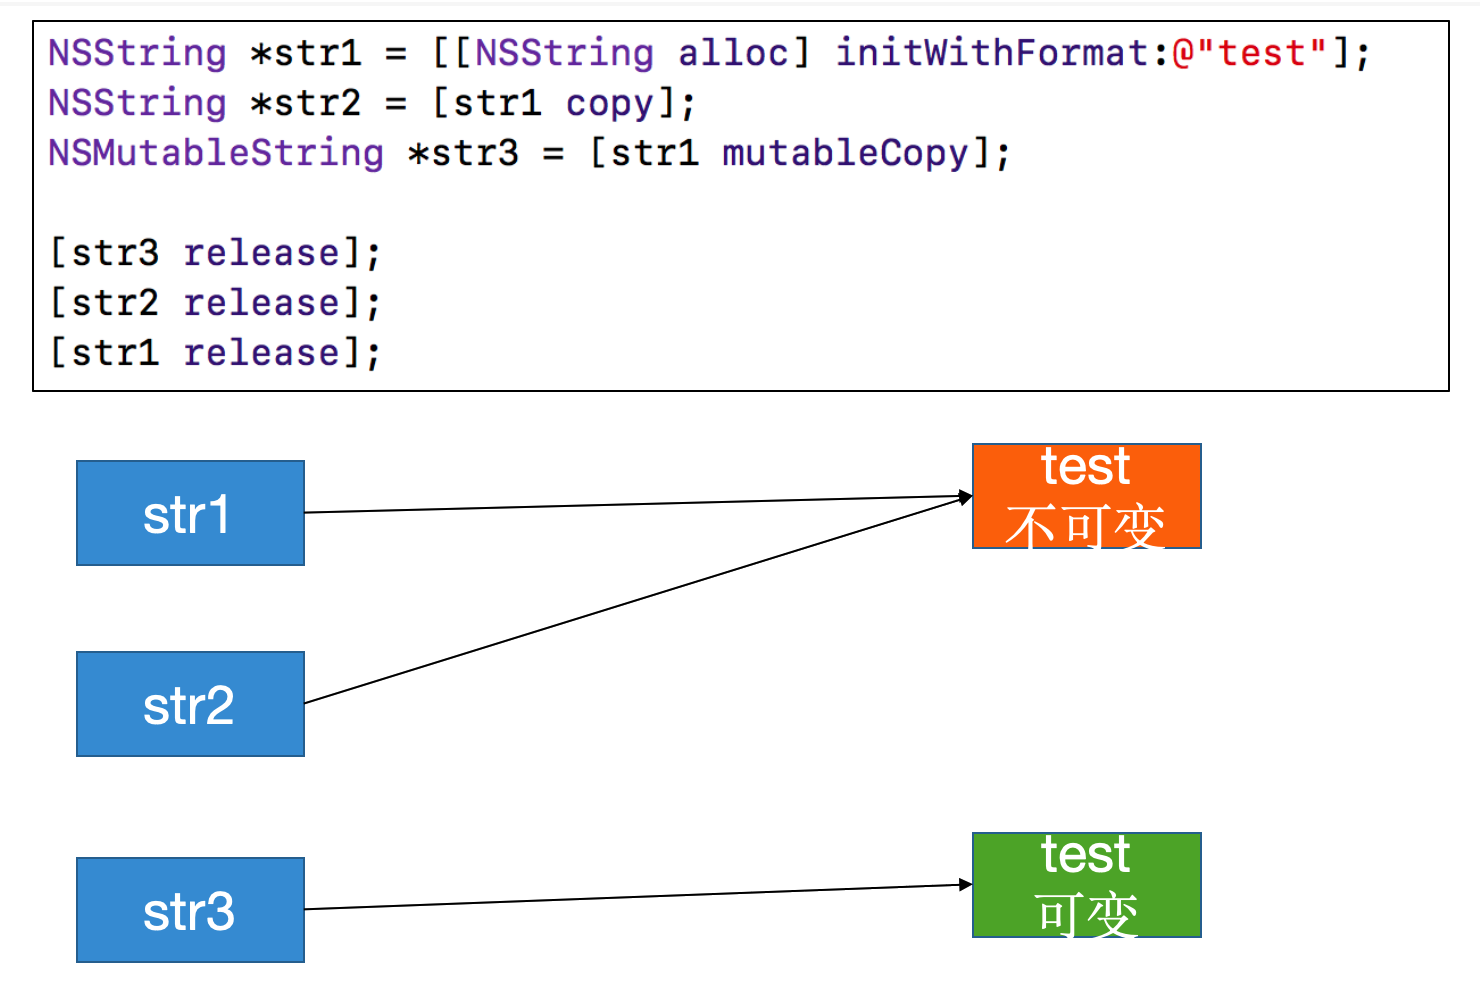 NSString *str1 = [[NSString alloc] initWithFormat:@"test"];
NSString *str2 = [str1 copy];
NSMutableString *str3 = [str1 mutableCopy];
[str3 release];
[str2 release];
[str1 release];
str1
test
不可变
str2
str3
test
可变